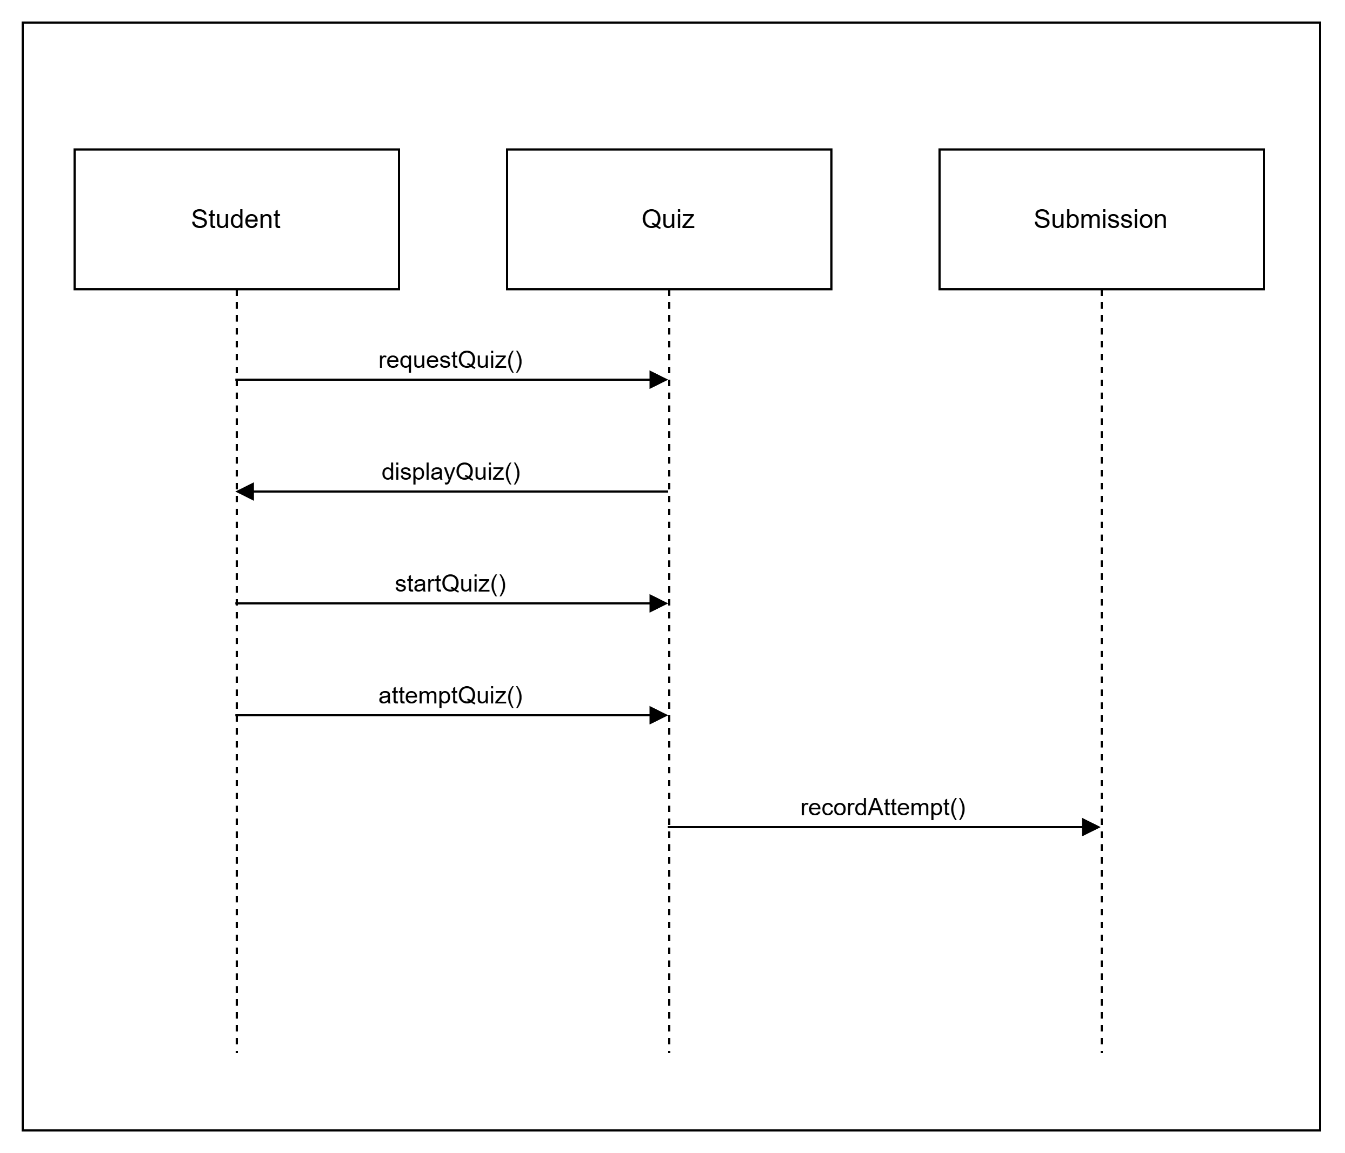 Student
Quiz
Submission
requestQuiz()
displayQuiz()
startQuiz()
attemptQuiz()
recordAttempt()